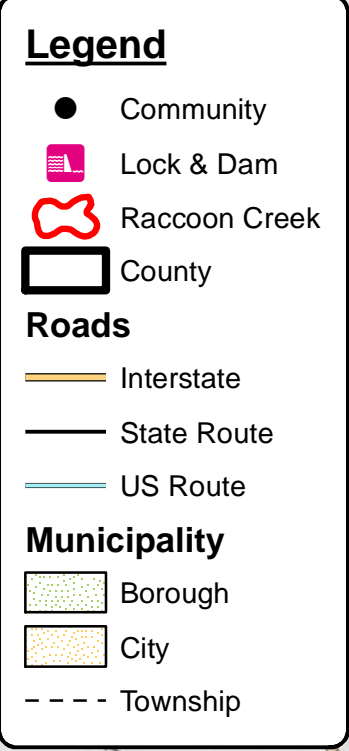 Legend
Community
Lock & Dam
Raccoon Creek
County
Roads
Interstate
State Route
US Route
Municipality
Borough
City
Township